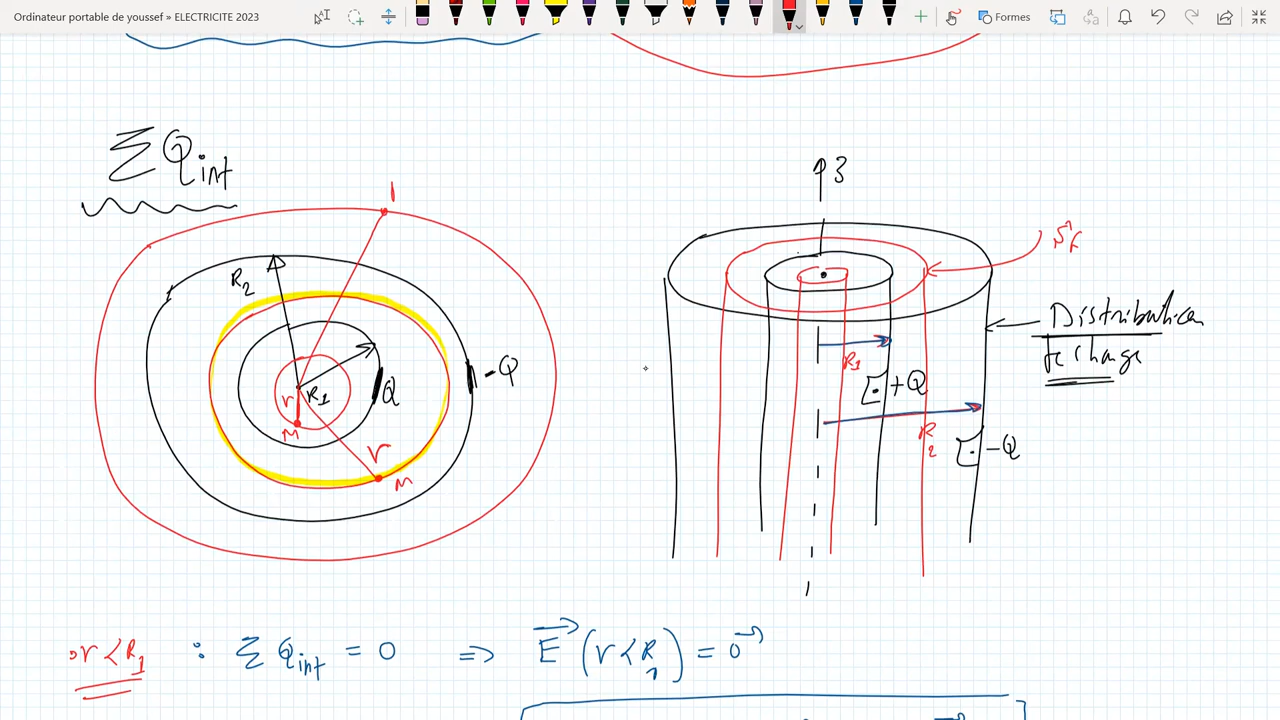 Ordinateur portable de youssef » ELECTRICITE 2023
Formes
ΣQint
R2
R1
r
M
Q
-Q
r
M
3
Sf
Distribution
de charge
R1
+Q
R2
-Q
r<R1 : ΣQint = 0 ⇒ E (r<R1) = 0